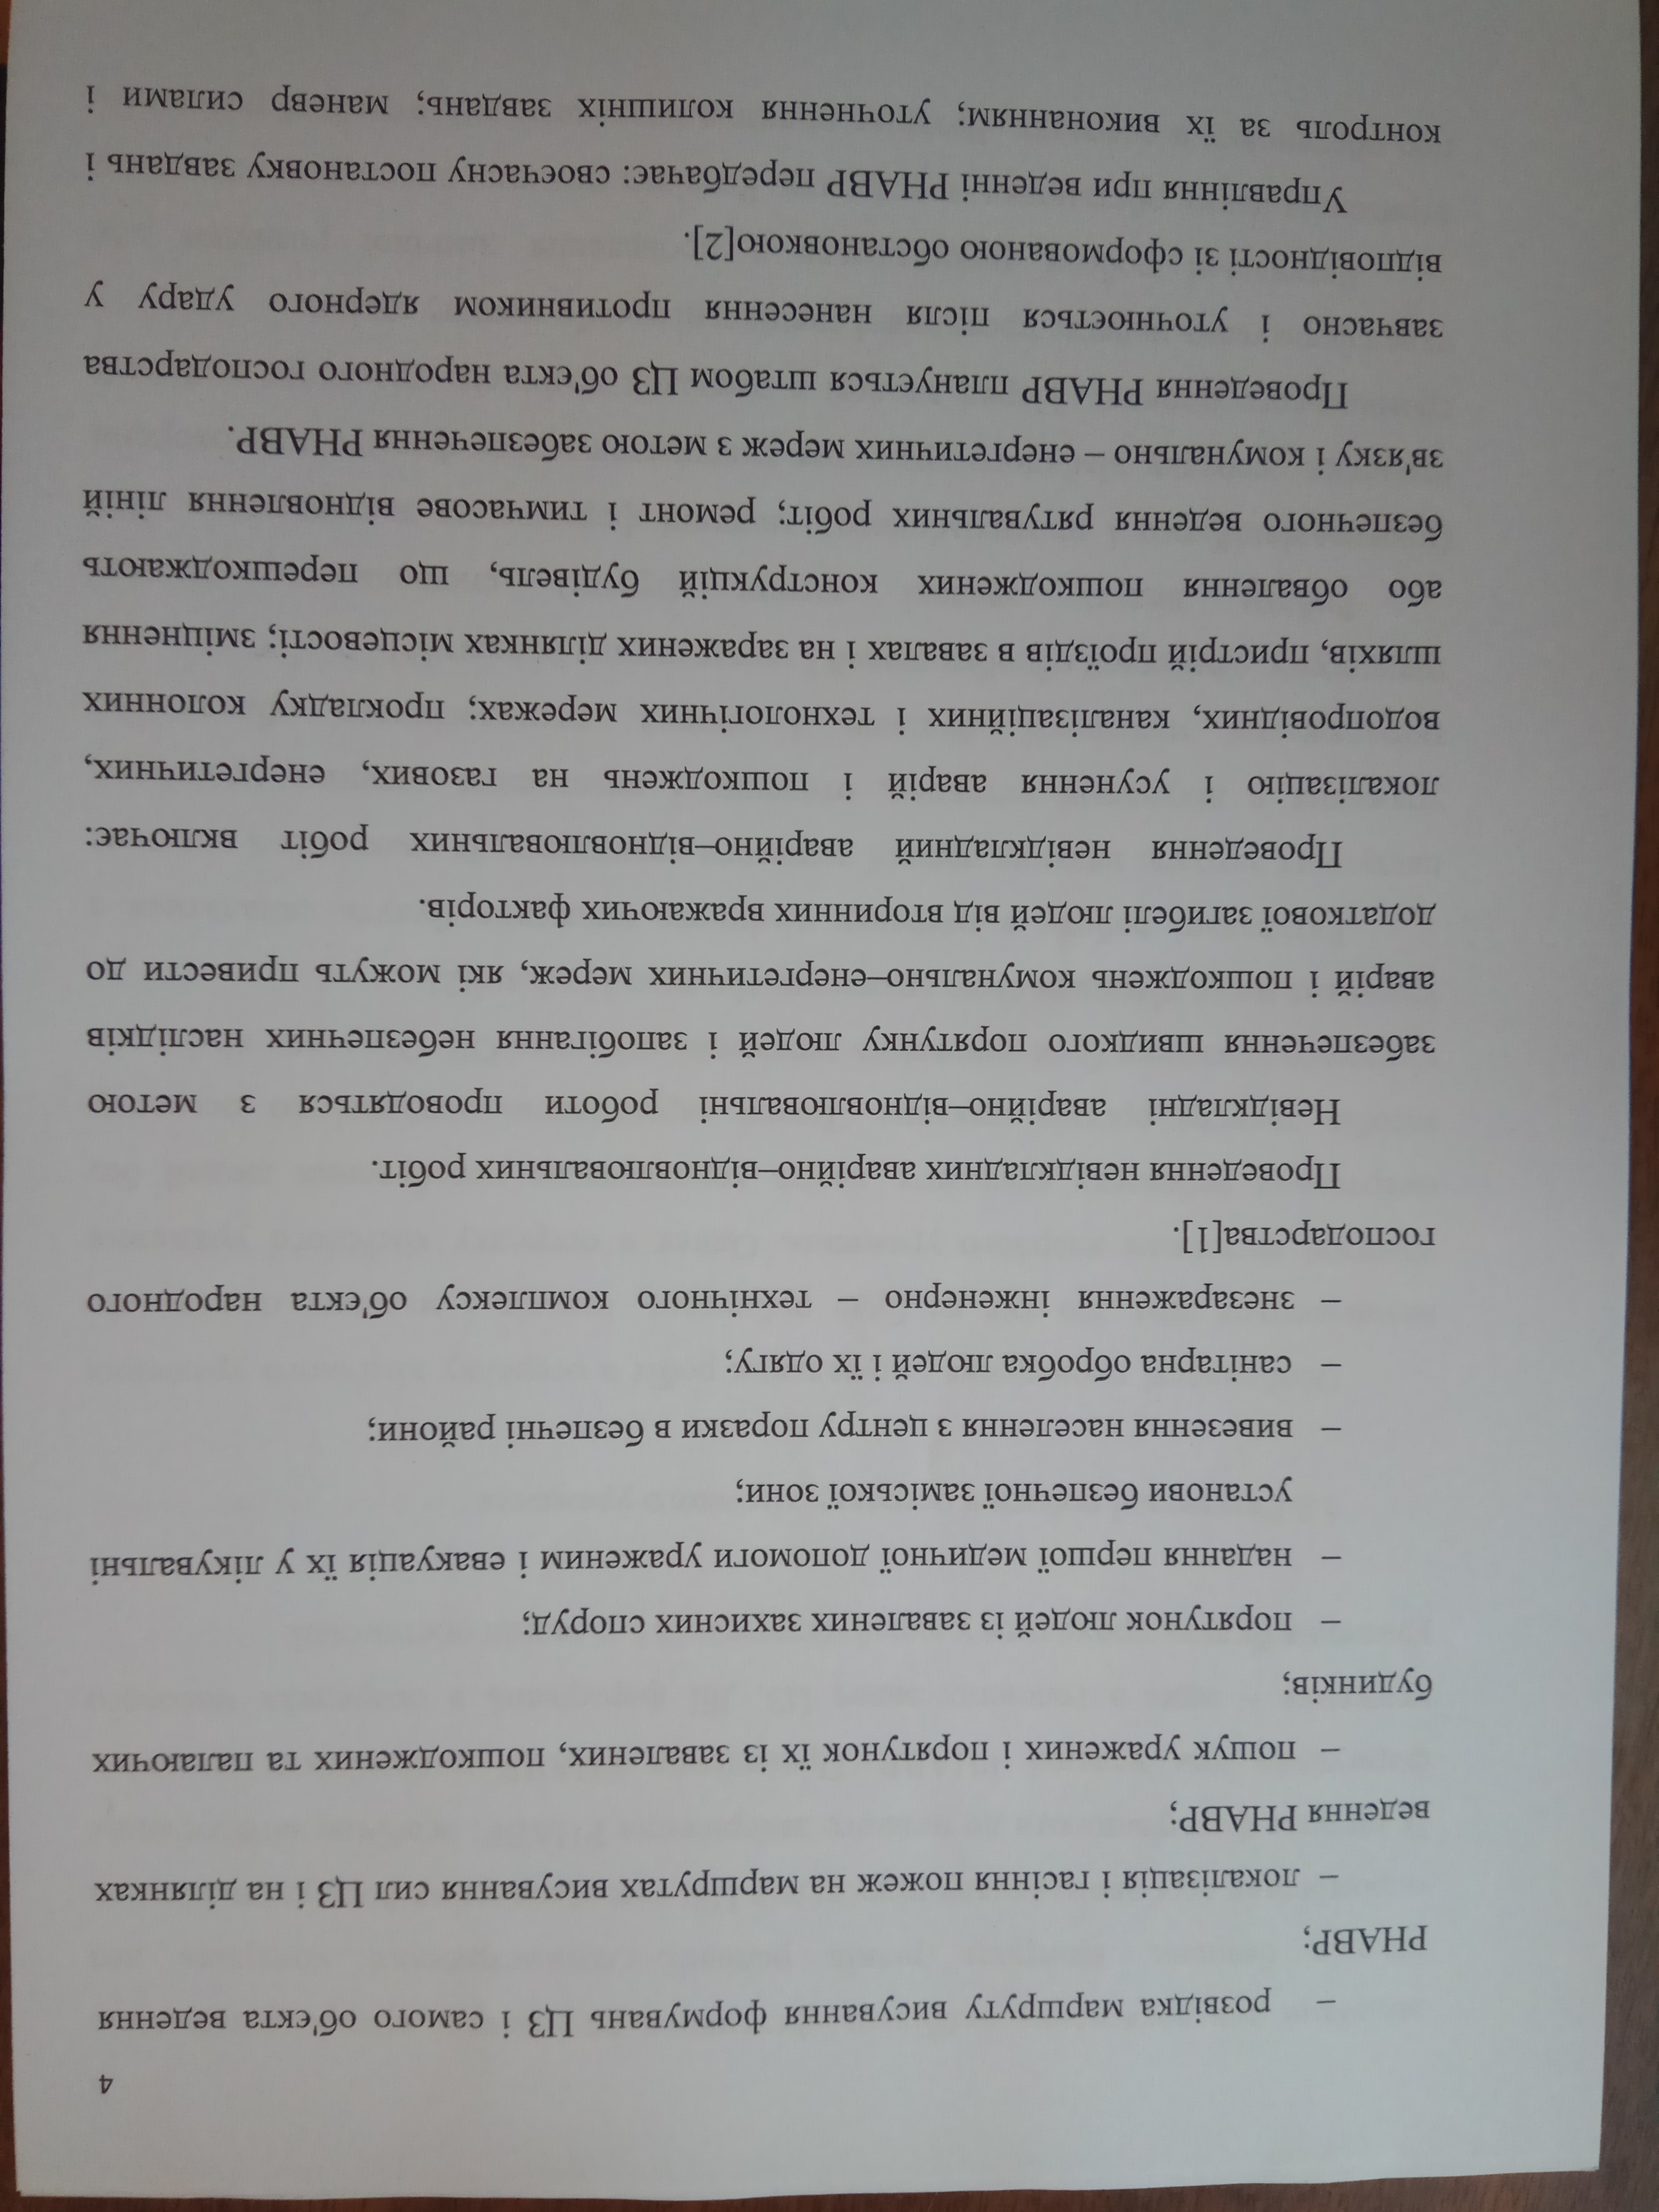 4
– розвідка маршруту висування формувань ЦЗ і самого об'єкта ведення
РНАВР;
– локалізація і гасіння пожеж на маршрутах висування сил ЦЗ і на ділянках
ведення РНАВР;
– пошук уражених і порятунок їх із завалених, пошкоджених та палаючих
будинків;
– порятунок людей із завалених захисних споруд;
– надання першої медичної допомоги ураженим і евакуація їх у лікувальні
установи безпечної заміської зони;
– вивезення населення з центру поразки в безпечні райони;
– санітарна обробка людей і їх одягу;
– знезараження інженерно – технічного комплексу об'єкта народного
господарства[1].
Проведення невідкладних аварійно–відновлювальних робіт.
Невідкладні аварійно–відновлювальні роботи проводяться з метою
забезпечення швидкого порятунку людей і запобігання небезпечних наслідків
аварій і пошкоджень комунально–енергетичних мереж, які можуть привести до
додаткової загибелі людей від вторинних вражаючих факторів.
Проведення невідкладний аварійно–відновлювальних робіт включає:
локалізацію і усунення аварій і пошкоджень на газових, енергетичних,
водопровідних, каналізаційних і технологічних мережах; прокладку колонних
шляхів, пристрій проїздів в завалах і на заражених ділянках місцевості; зміцнення
або обвалення пошкоджених конструкцій будівель, що перешкоджають
безпечного ведення рятувальних робіт; ремонт і тимчасове відновлення ліній
зв'язку і комунально – енергетичних мереж з метою забезпечення РНАВР.
Проведення РНАВР планується штабом ЦЗ об'єкта народного господарства
завчасно і уточнюється після нанесення противником ядерного удару у
відповідності зі сформованою обстановкою[2].
Управління при веденні РНАВР передбачає: своєчасну постановку завдань і
контроль за їх виконанням; уточнення колишніх завдань; маневр силами і